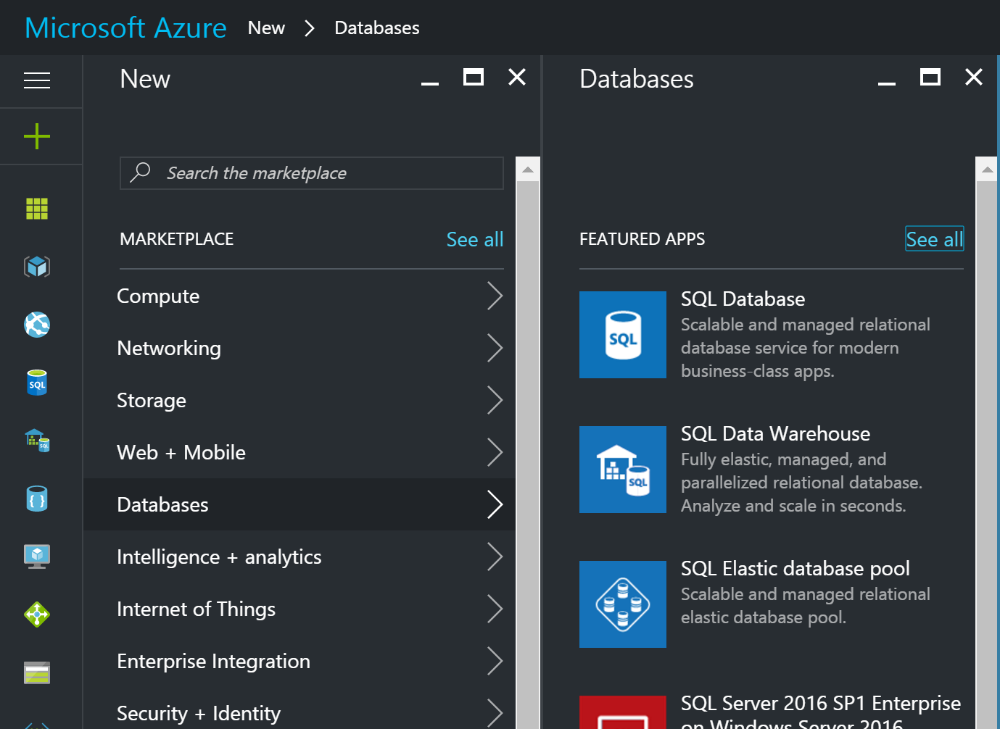 Microsoft Azure New > Databases
New
Search the marketplace
MARKETPLACE See all
Compute
Networking
Storage
Web + Mobile
Databases
Intelligence + analytics
Internet of Things
Enterprise Integration
Security + Identity
Databases
FEATURED APPS See all
SQL
SQL Database
Scalable and managed relational
database service for modern
business-class apps.
SQL
SQL Data Warehouse
Fully elastic, managed, and
parallelized relational database.
Analyze and scale in seconds.
SQL Elastic database pool
Scalable and managed relational
elastic database pool.
SQL Server 2016 SP1 Enterprise
on Windows Server 2016
SQL
SQL
{ }